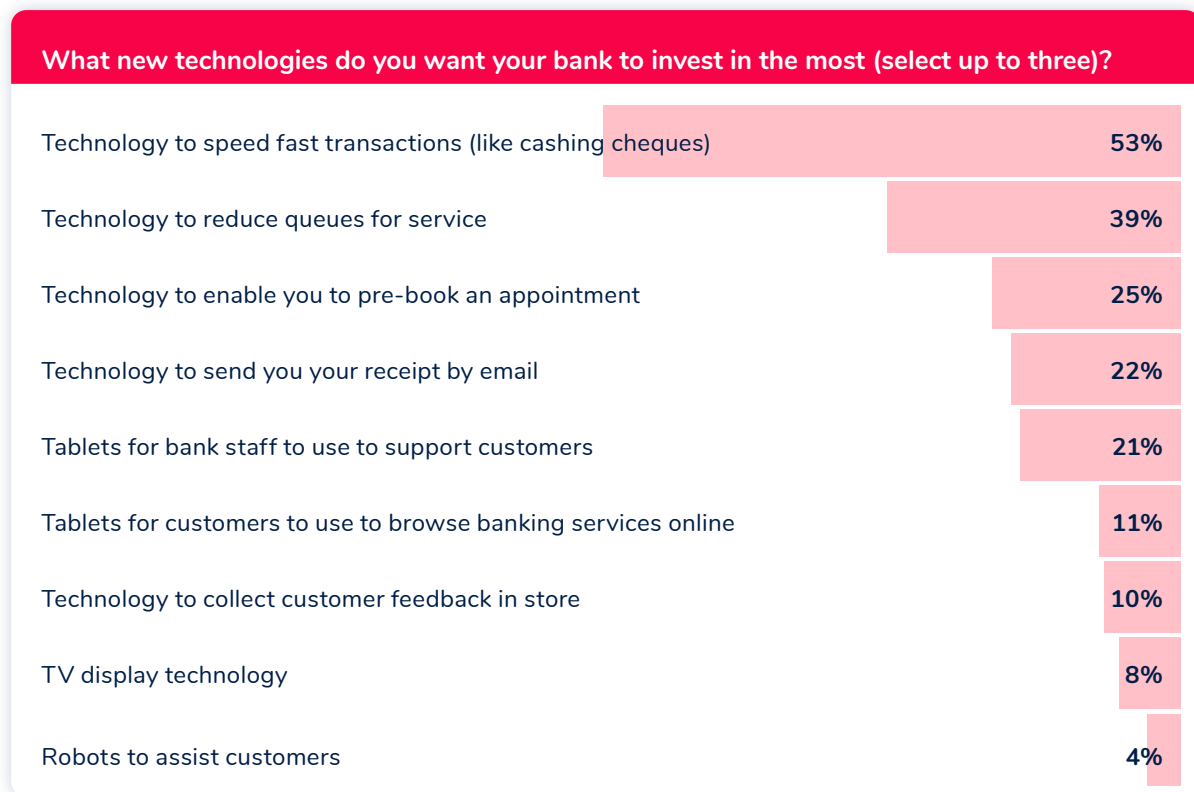 What new technologies do you want your bank to invest in the most (select up to three)?
Technology to speed fast transactions (like cashing cheques) 53%
Technology to reduce queues for service 39%
Technology to enable you to pre-book an appointment 25%
Technology to send you your receipt by email 22%
Tablets for bank staff to use to support customers 21%
Tablets for customers to use to browse banking services online 11%
Technology to collect customer feedback in store 10%
TV display technology 8%
Robots to assist customers 4%